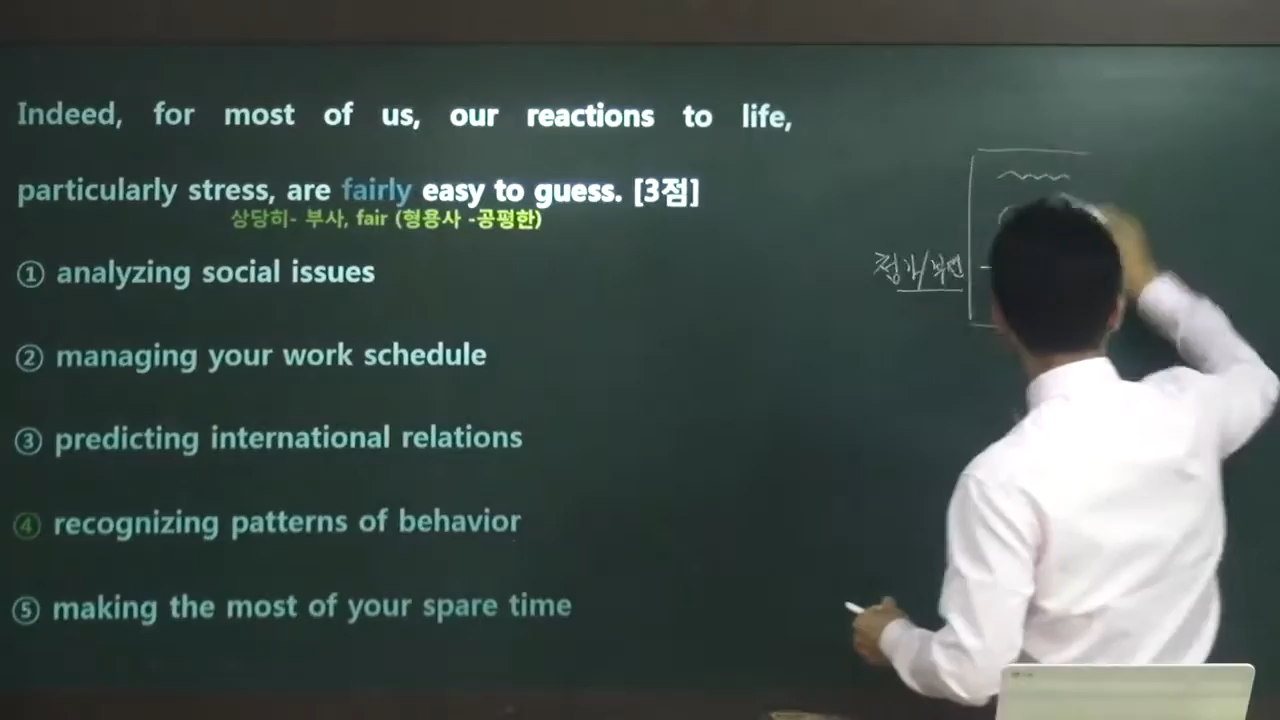 Indeed, for most of us, our reactions to life,
particularly stress, are fairly easy to guess. [3점]
상당히- 부사, fair (형용사 -공평한)
① analyzing social issues
② managing your work schedule
③ predicting international relations
④ recognizing patterns of behavior
⑤ making the most of your spare time